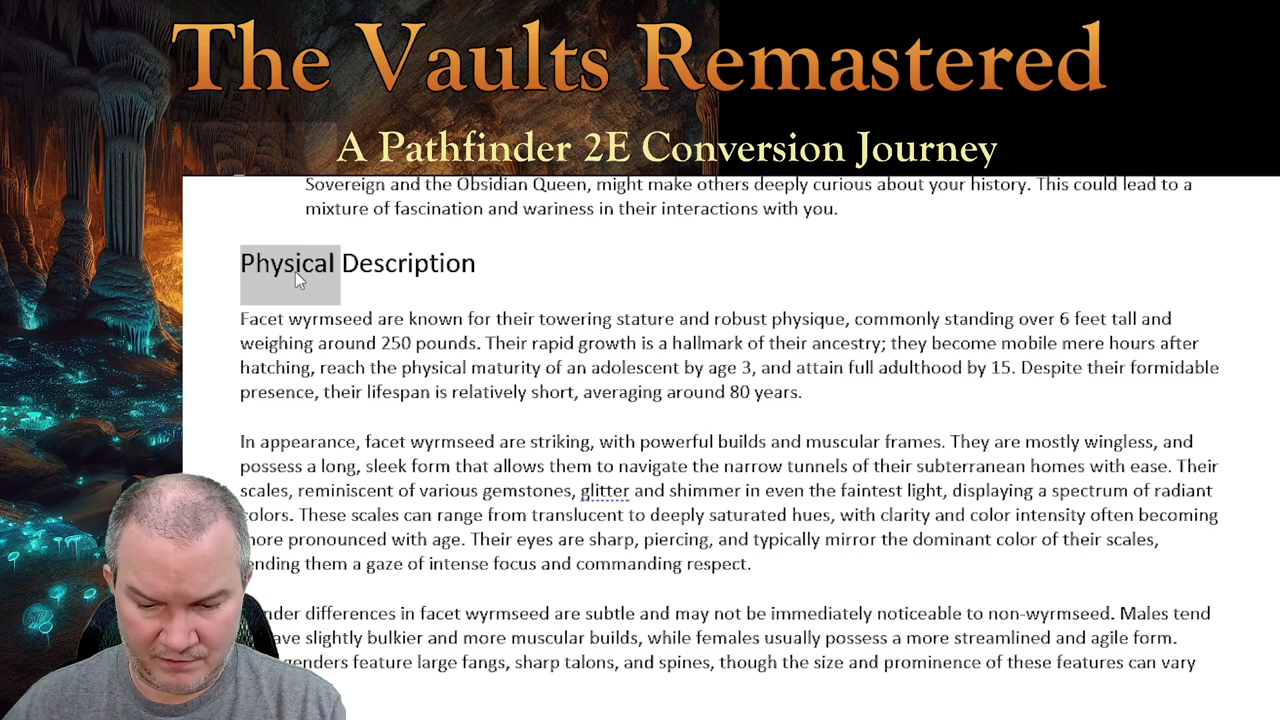 The Vaults Remastered
A Pathfinder 2E Conversion Journey
Sovereign and the Obsidian Queen, might make others deeply curious about your history. This could lead to a
mixture of fascination and wariness in their interactions with you.
Physical Description
Facet wyrmseed are known for their towering stature and robust physique, commonly standing over 6 feet tall and
weighing around 250 pounds. Their rapid growth is a hallmark of their ancestry; they become mobile mere hours after
hatching, reach the physical maturity of an adolescent by age 3, and attain full adulthood by 15. Despite their formidable
presence, their lifespan is relatively short, averaging around 80 years.
In appearance, facet wyrmseed are striking, with powerful builds and muscular frames. They are mostly wingless, and
possess a long, sleek form that allows them to navigate the narrow tunnels of their subterranean homes with ease. Their
scales, reminiscent of various gemstones, glitter and shimmer in even the faintest light, displaying a spectrum of radiant
colors. These scales can range from translucent to deeply saturated hues, with clarity and color intensity often becoming
more pronounced with age. Their eyes are sharp, piercing, and typically mirror the dominant color of their scales,
lending them a gaze of intense focus and commanding respect.
differences in facet wyrmseed are subtle and may not be immediately noticeable to non-wyrmseed. Males tend
slightly bulkier and more muscular builds, while females usually possess a more streamlined and agile form.
genders feature large fangs, sharp talons, and spines, though the size and prominence of these features can vary